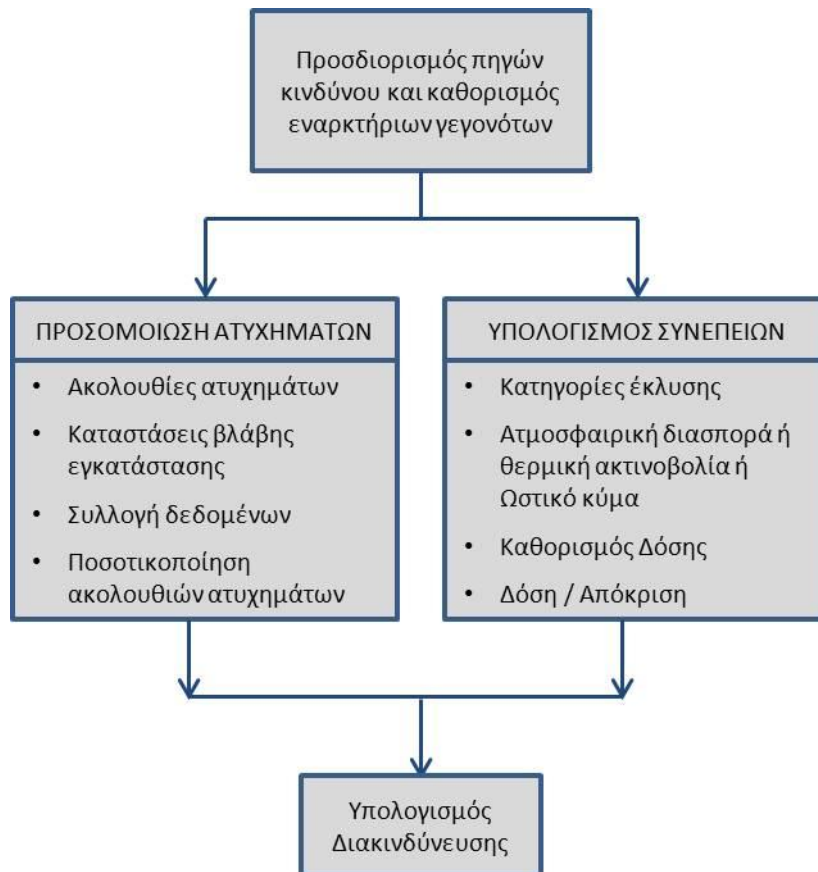 Προσδιορισμός πηγών
κινδύνου και καθορισμός
εναρκτήριων γεγονότων
ΠΡΟΣΟΜΟΙΩΣΗ ΑΤΥΧΗΜΑΤΩΝ
• Ακολουθίες ατυχημάτων
• Καταστάσεις βλάβης
εγκατάστασης
• Συλλογή δεδομένων
• Ποσοτικοποίηση
ακολουθιών ατυχημάτων
ΥΠΟΛΟΓΙΣΜΟΣ ΣΥΝΕΠΕΙΩΝ
• Κατηγορίες έκλυσης
• Ατμοσφαιρική διασπορά ή
θερμική ακτινοβολία ή
Ωστικό κύμα
• Καθορισμός Δόσης
• Δόση / Απόκριση
Υπολογισμός
Διακινδύνευσης